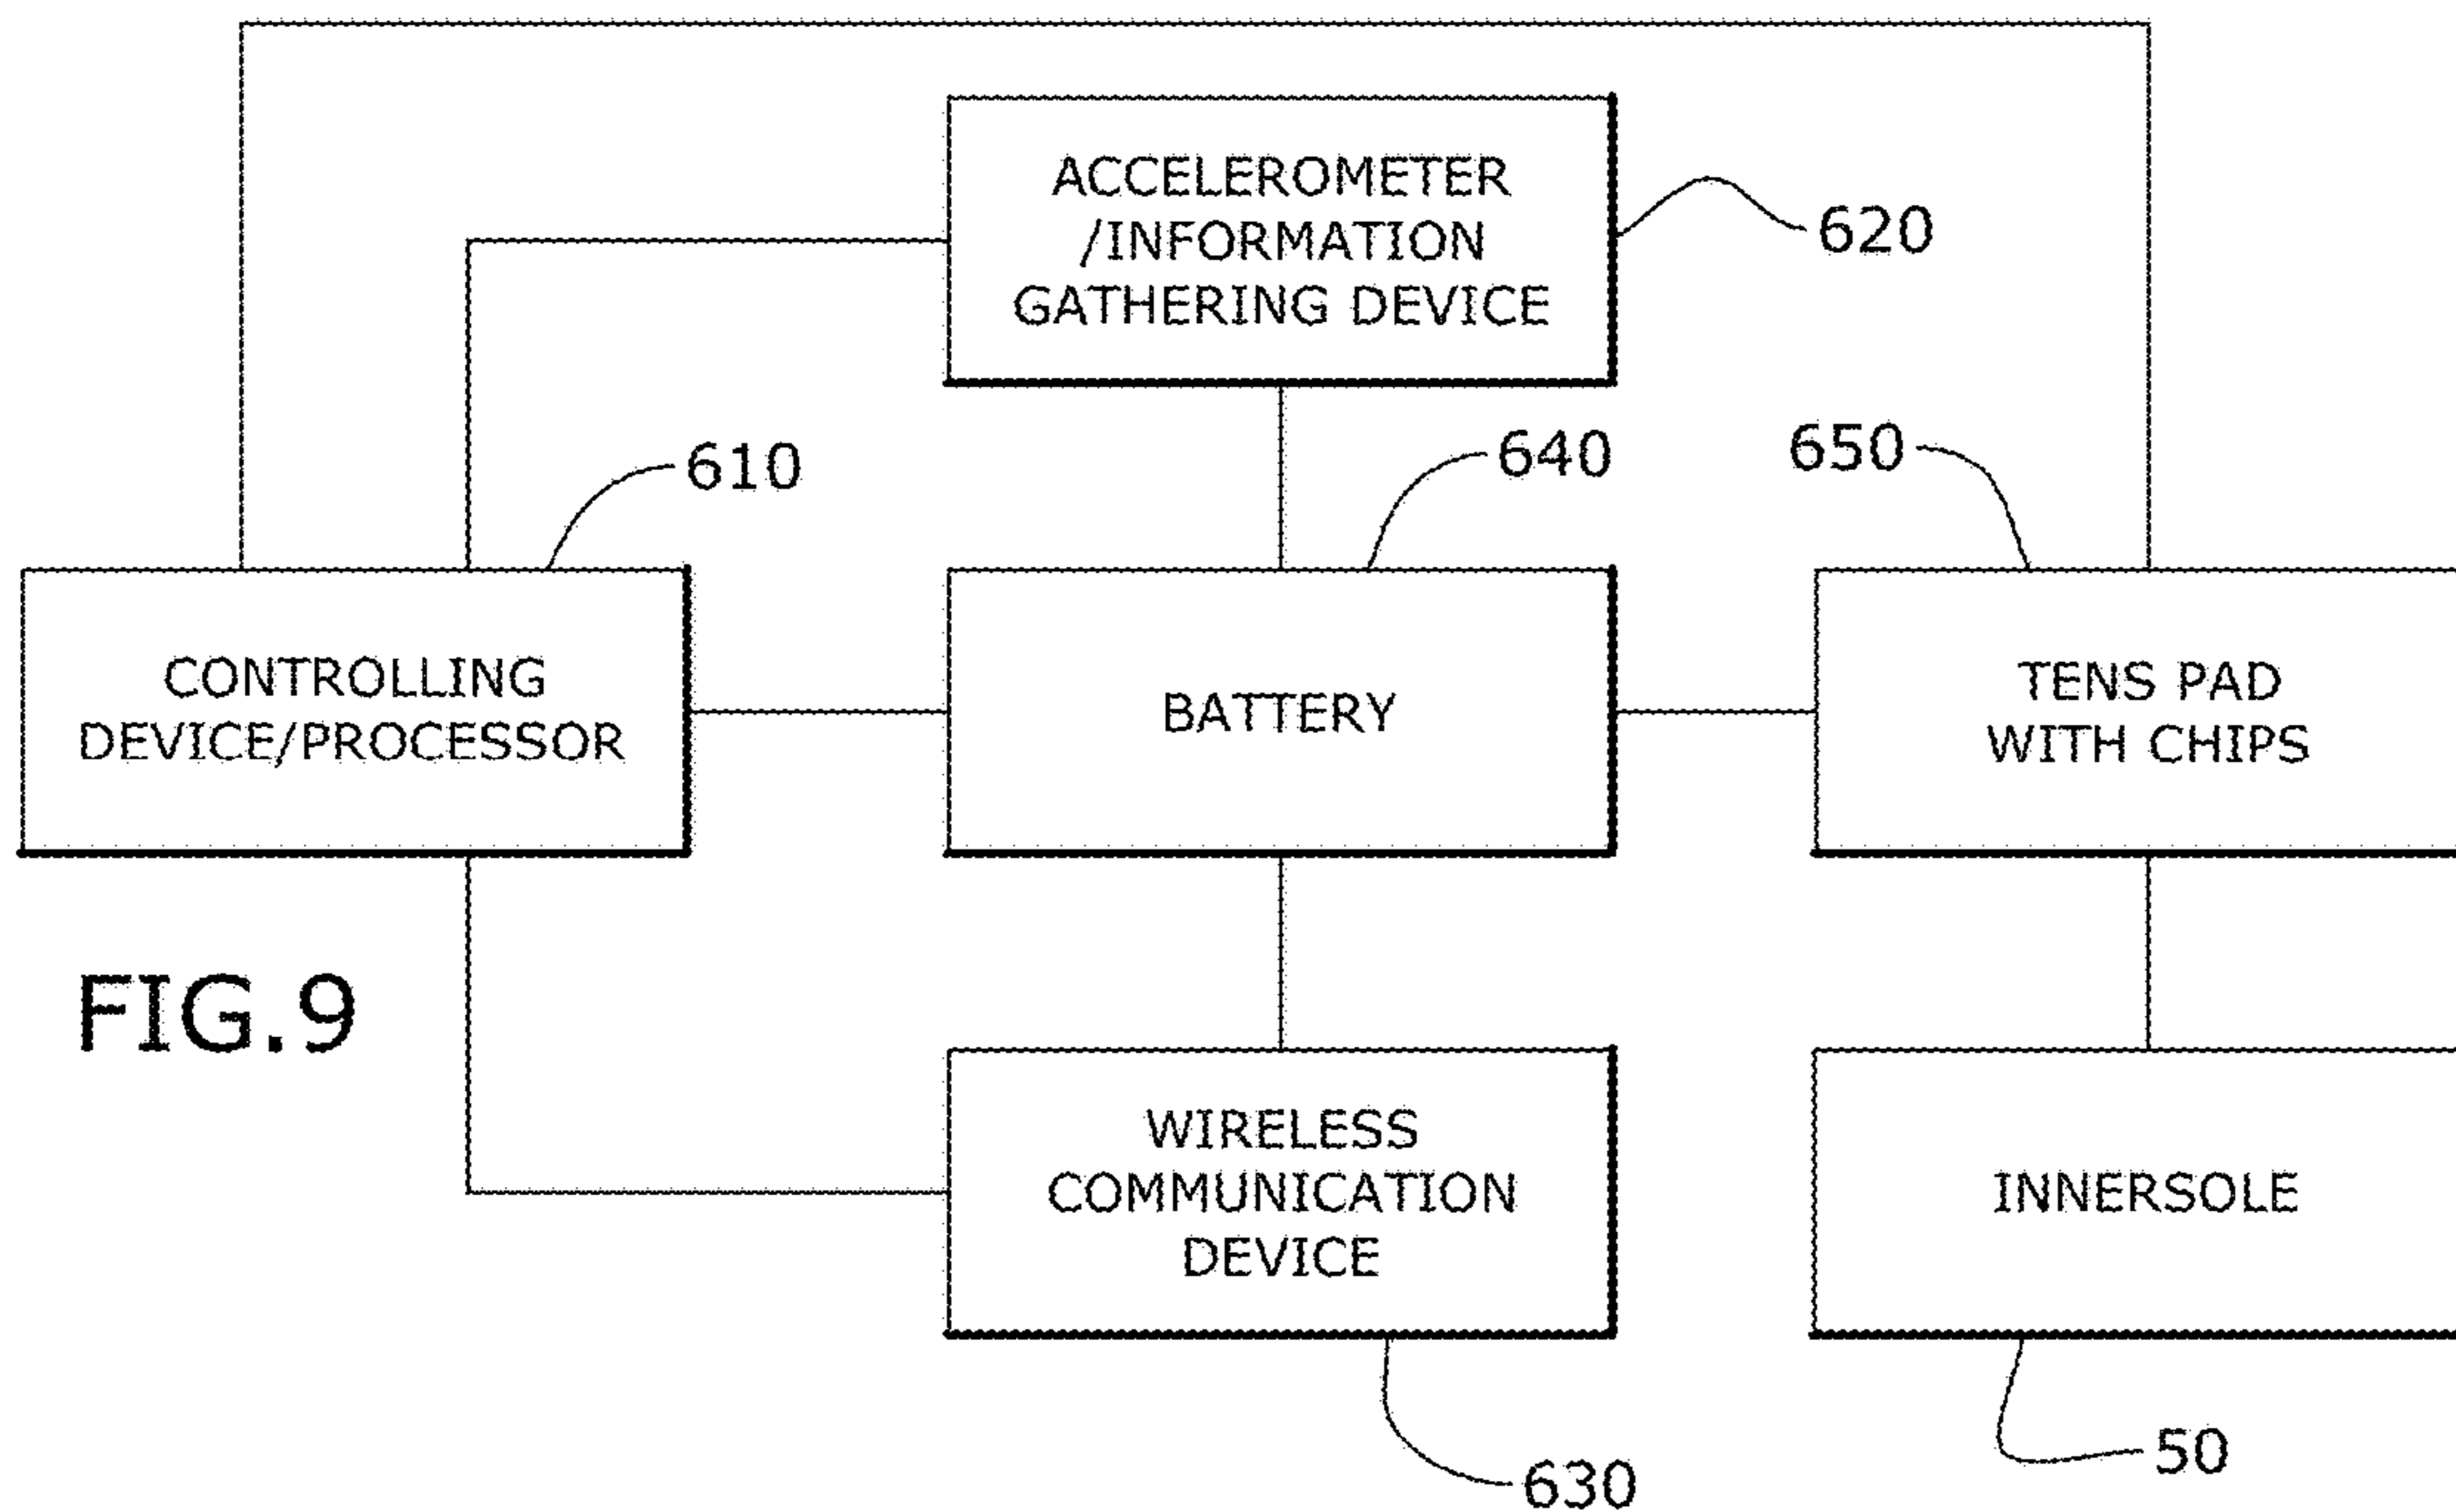 ACCELEROMETER
/INFORMATION
GATHERING DEVICE
620
610
640
650
CONTROLLING
DEVICE/PROCESSOR
BATTERY
TENS PAD
WITH CHIPS
FIG.9
WIRELESS
COMMUNICATION
DEVICE
INNERSOLE
50
630